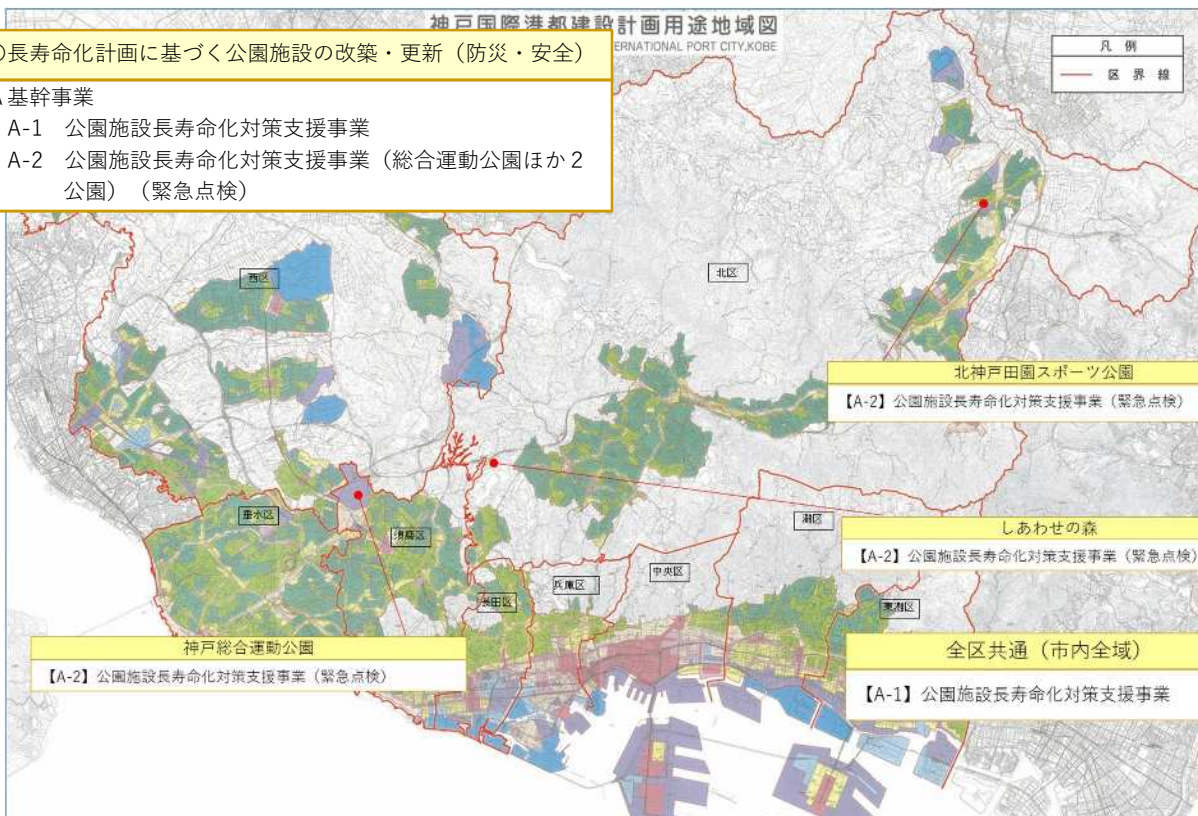 神戸国際港都建設計画用途地域図
ERNATIONAL PORT CITY,KOBE
の長寿命化計画に基づく公園施設の改築・更新（防災・安全）
A 基幹事業
A-1 公園施設長寿命化対策支援事業
A-2 公園施設長寿命化対策支援事業（総合運動公園ほか２
公園）（緊急点検）
凡 例
区 界 線
西区
北区
北神戸田園スポーツ公園
【A-2】公園施設長寿命化対策支援事業（緊急点検）
垂水区
須磨区
灘区
しあわせの森
【A-2】公園施設長寿命化対策支援事業（緊急点検）
中央区
兵庫区
長田区
東灘区
神戸総合運動公園
【A-2】公園施設長寿命化対策支援事業（緊急点検）
全区共通（市内全域）
【A-1】公園施設長寿命化対策支援事業